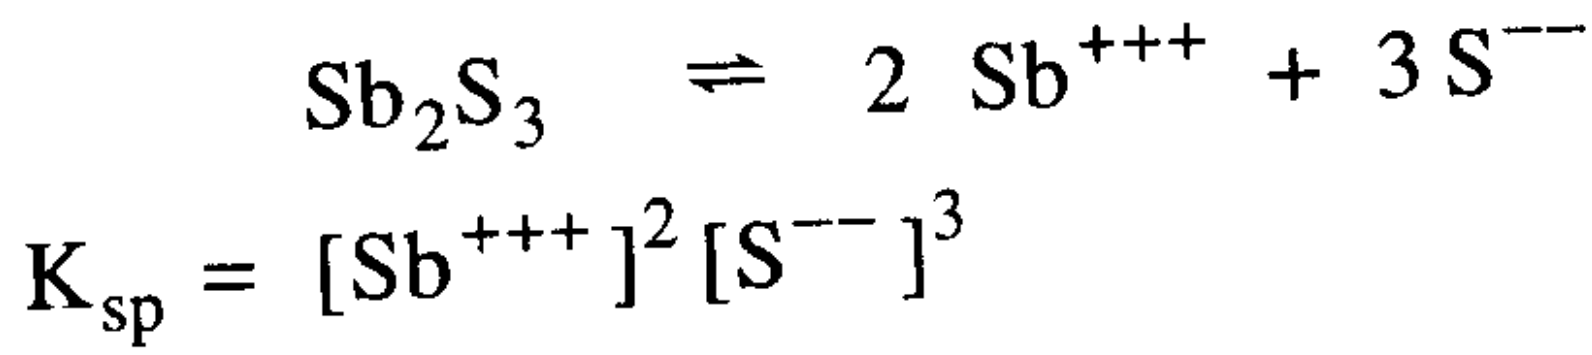 Sb₂S₃ ⇌ 2 Sb⁺⁺⁺ + 3 S⁻⁻
Kₛₚ = [Sb⁺⁺⁺]² [S⁻⁻]³